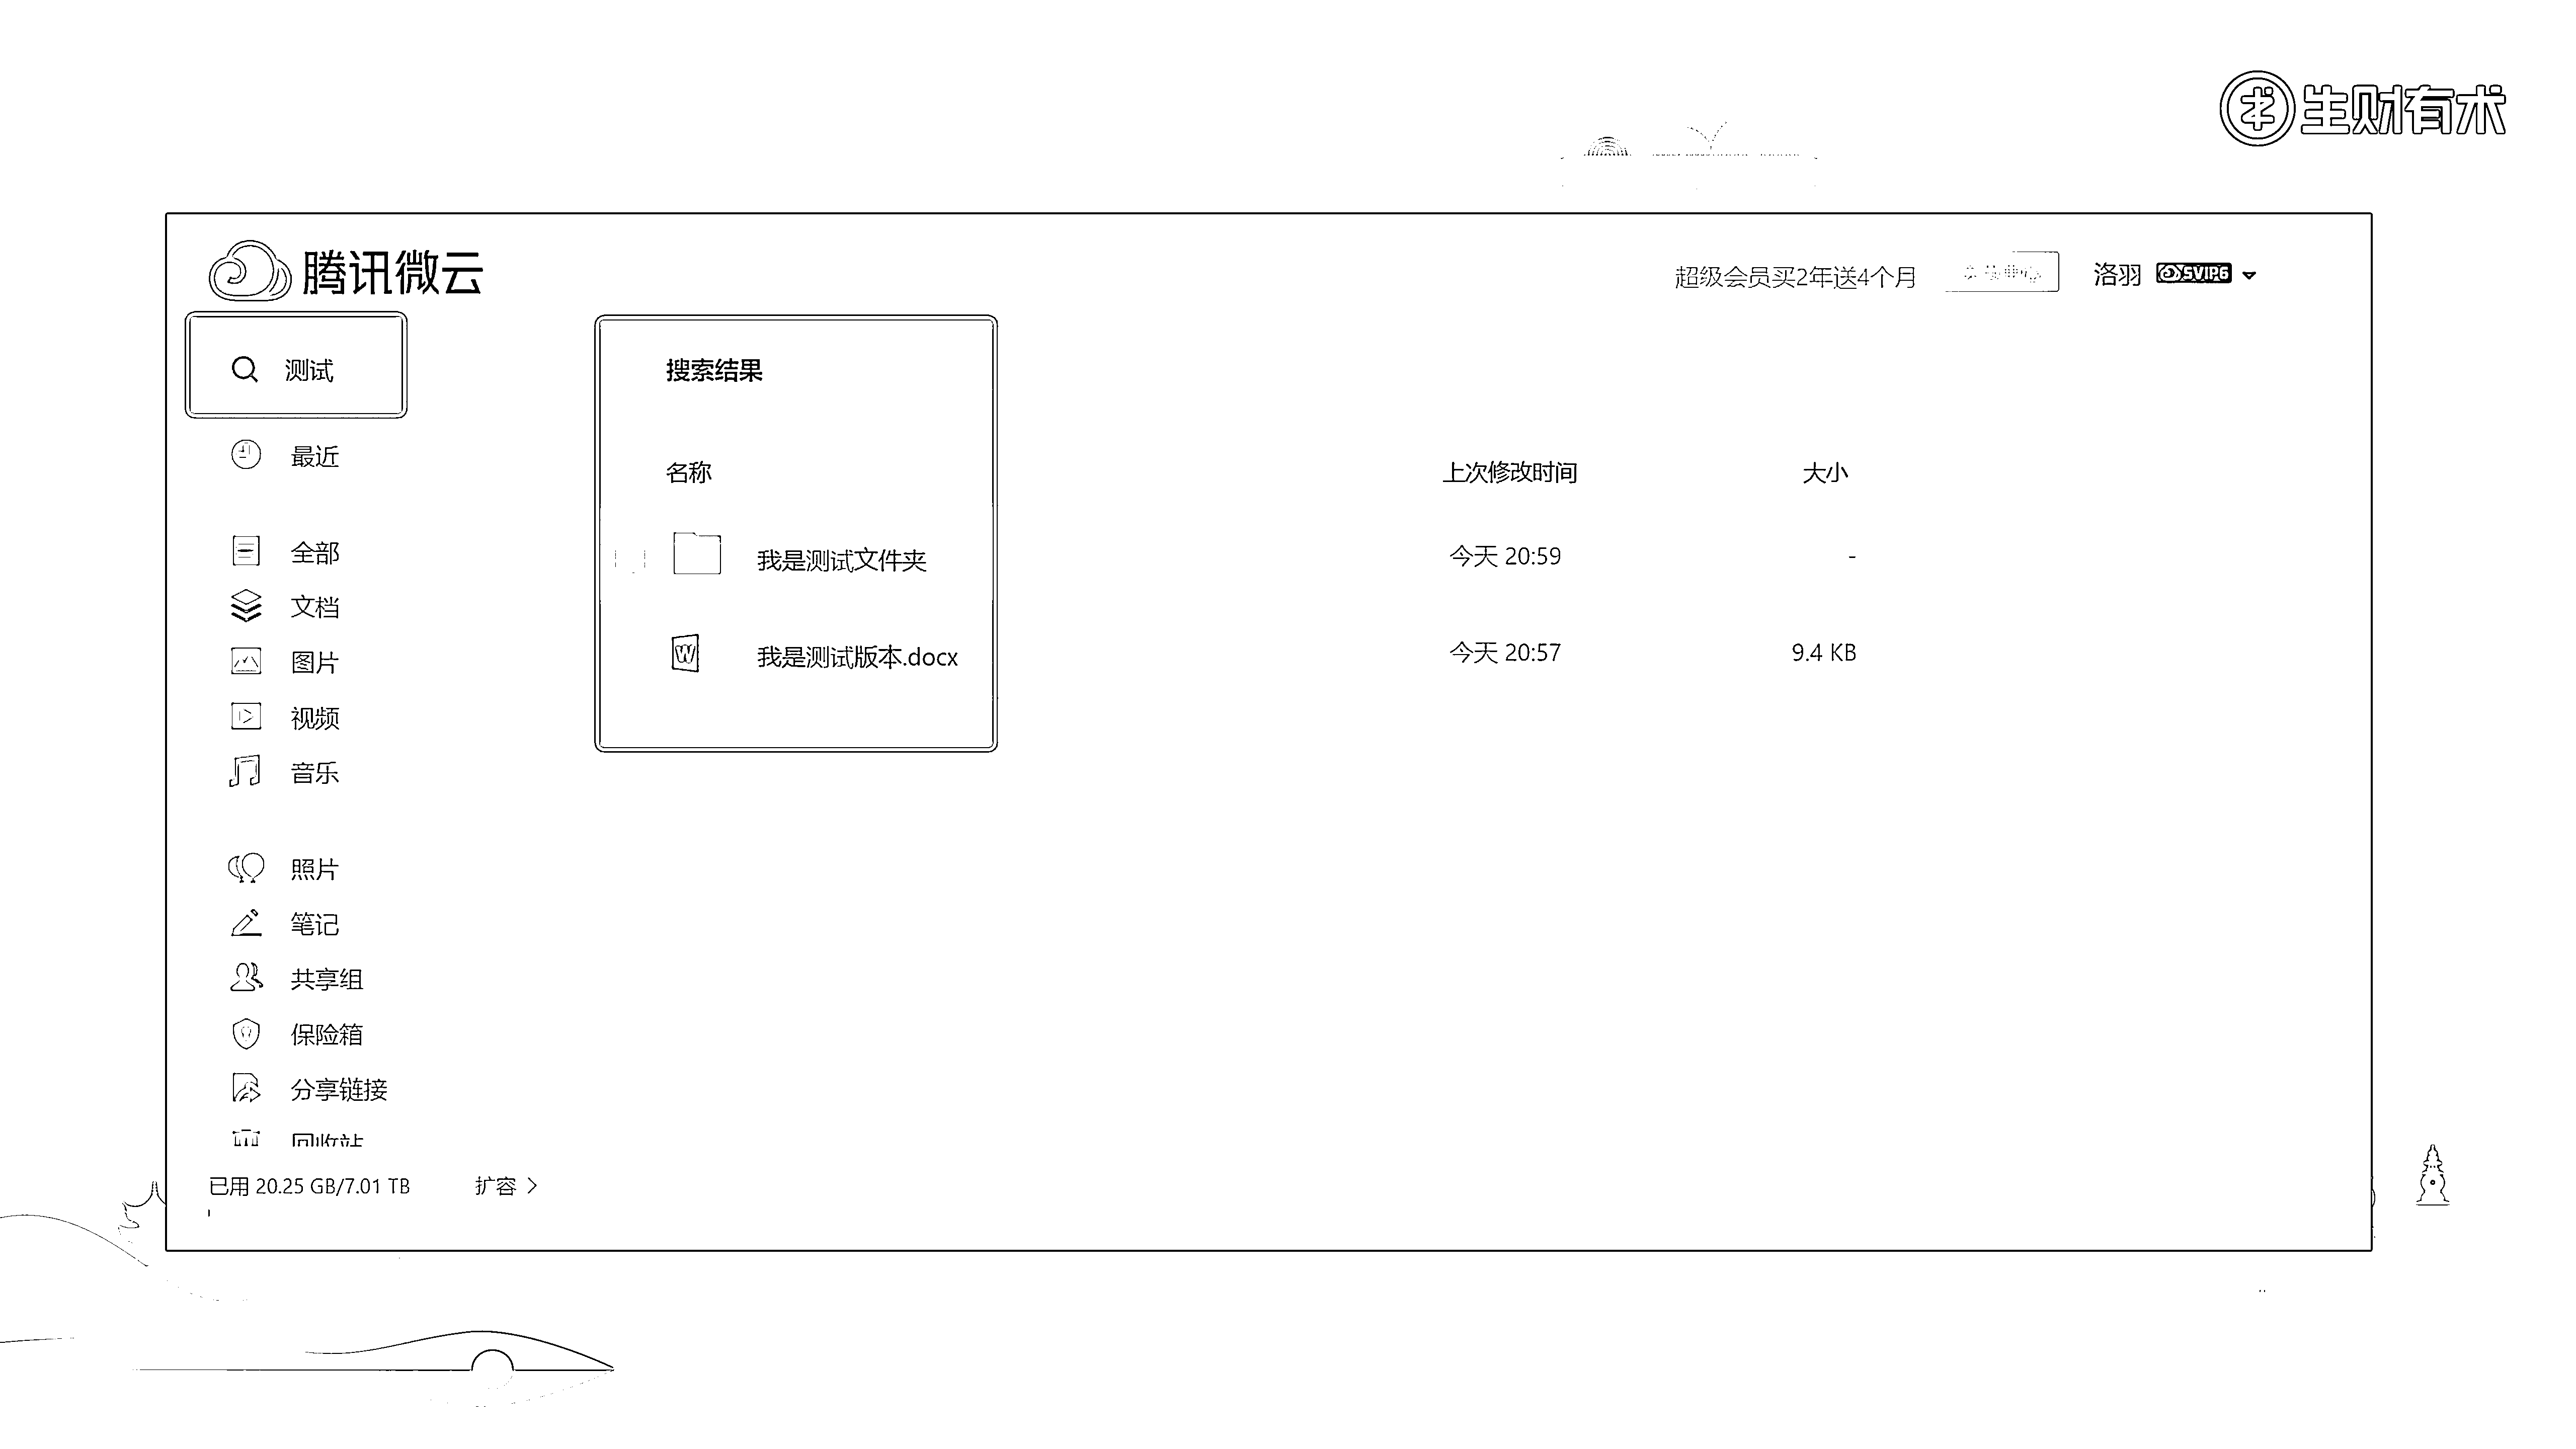 生财有术
腾讯微云
超级会员买2年送4个月
洛羽 SVIP6
测试
搜索结果
最近
名称 上次修改时间 大小
全部
我是测试文件夹 今天 20:59 -
文档
图片
我是测试版本.docx 今天 20:57 9.4 KB
视频
音乐
照片
笔记
共享组
保险箱
分享链接
回收站
已用 20.25 GB/7.01 TB 扩容 >